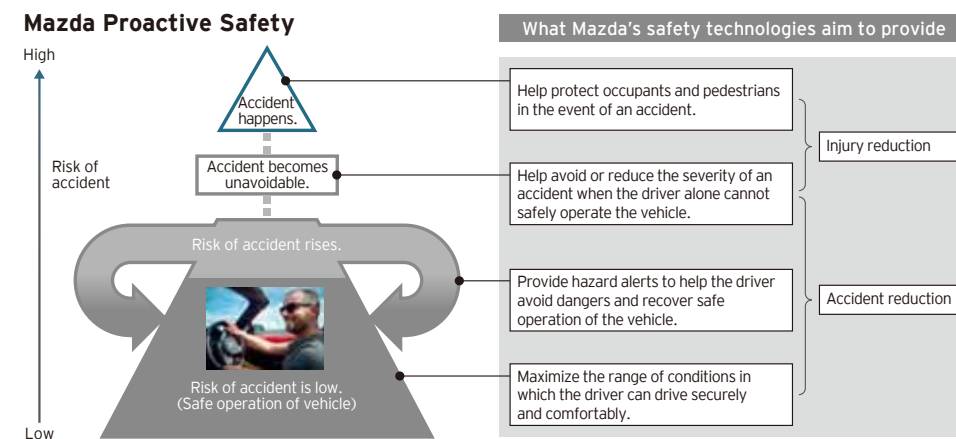 Mazda Proactive Safety
What Mazda's safety technologies aim to provide
High
Risk of
accident
Low
Accident
happens.
Accident becomes
unavoidable.
Risk of accident rises.
Risk of accident is low.
(Safe operation of vehicle)
Help protect occupants and pedestrians
in the event of an accident.
Help avoid or reduce the severity of an
accident when the driver alone cannot
safely operate the vehicle.
Provide hazard alerts to help the driver
avoid dangers and recover safe
operation of the vehicle.
Maximize the range of conditions in
which the driver can drive securely
and comfortably.
Injury reduction
Accident reduction